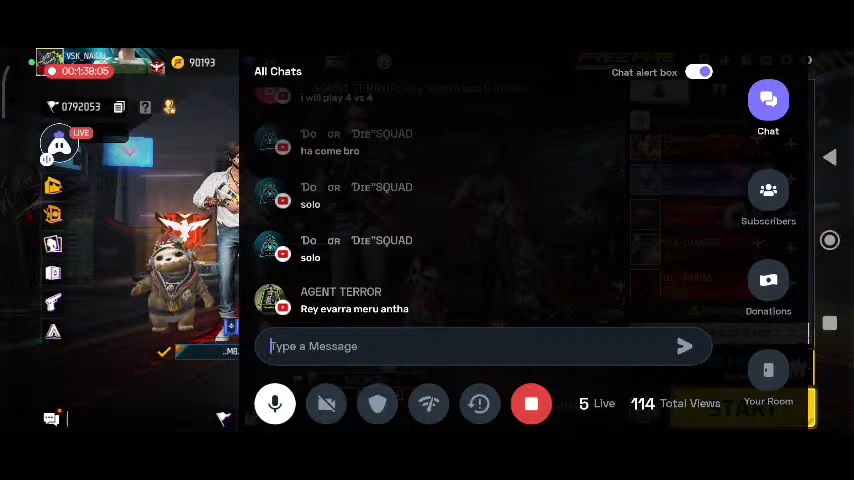 VSK_NAIDU
90193
00:1:38:05
0792053
?
LIVE
All Chats
Chat alert box
i will play 4 vs 4
'Do or Die"SQUAD
ha come bro
'Do or Die"SQUAD
solo
'Do or Die"SQUAD
solo
AGENT TERROR
Rey evarra meru antha
Type a Message
5 Live
114 Total Views
Chat
Subscribers
Donations
Your Room
START